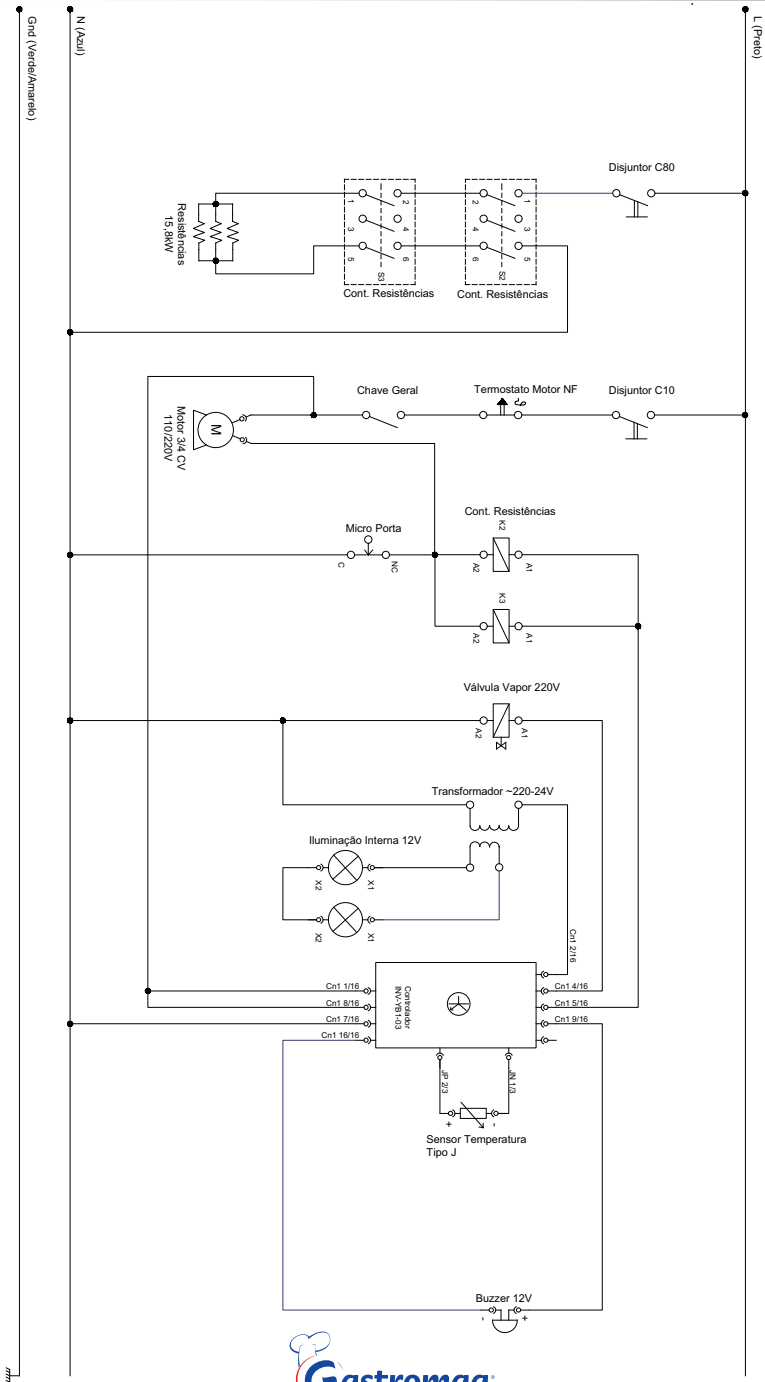 Gnd (Verde/Amarelo)
N (Azul)
L (Preto)
Disjuntor C80
1
2
3
4
5
6
S3
Cont. Resistências
2
1
4
3
6
5
S2
Cont. Resistências
Resistências
15,8kW
Chave Geral
Termostato Motor NF
Disjuntor C10
M
Motor 3/4 CV
110/220V
Cont. Resistências
K2
A2
A1
Micro Porta
C
NC
K3
A2
A1
Válvula Vapor 220V
A2
A1
Transformador ~220-24V
Iluminação Interna 12V
X2
X1
X2
X1
Cn1 2/16
Cn1 1/16
Cn1 8/16
Cn1 7/16
Cn1 16/16
Controlador
INV-YB1-03
Cn1 4/16
Cn1 5/16
Cn1 9/16
JP 2/3
JN 1/3
+
-
Sensor Temperatura
Tipo J
Buzzer 12V
-
+
Gastromaq